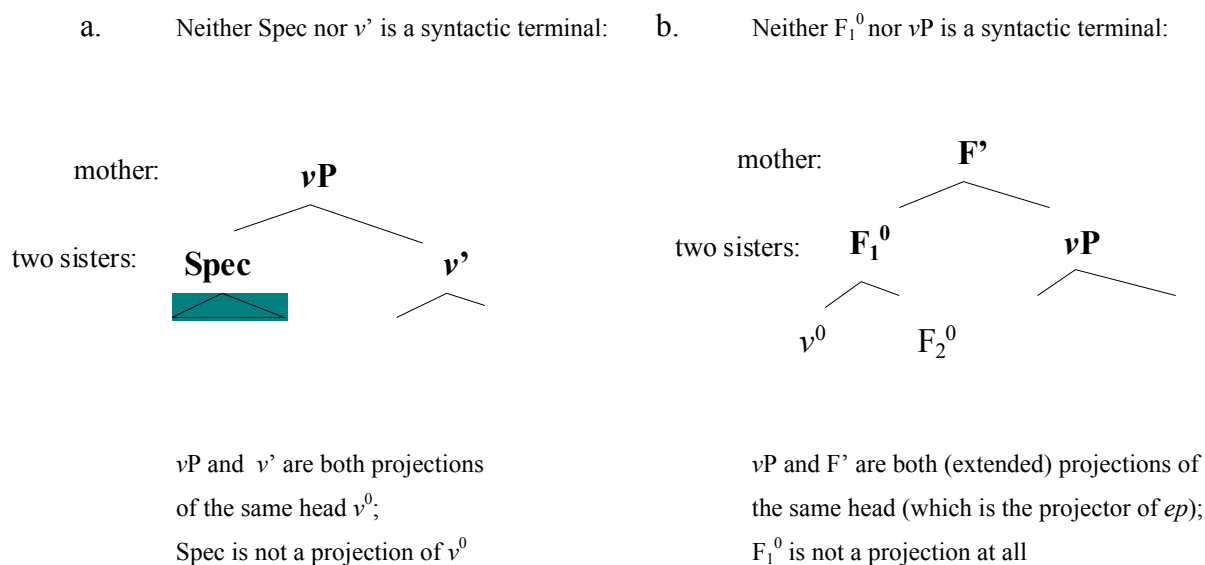 a. Neither Spec nor v’ is a syntactic terminal:
mother:
vP
two sisters:
Spec
v’
vP and v’ are both projections
of the same head v⁰;
Spec is not a projection of v⁰
b. Neither F₁⁰ nor vP is a syntactic terminal:
mother:
F’
two sisters:
F₁⁰
vP
v⁰
F₂⁰
vP and F’ are both (extended) projections of
the same head (which is the projector of ep);
F₁⁰ is not a projection at all